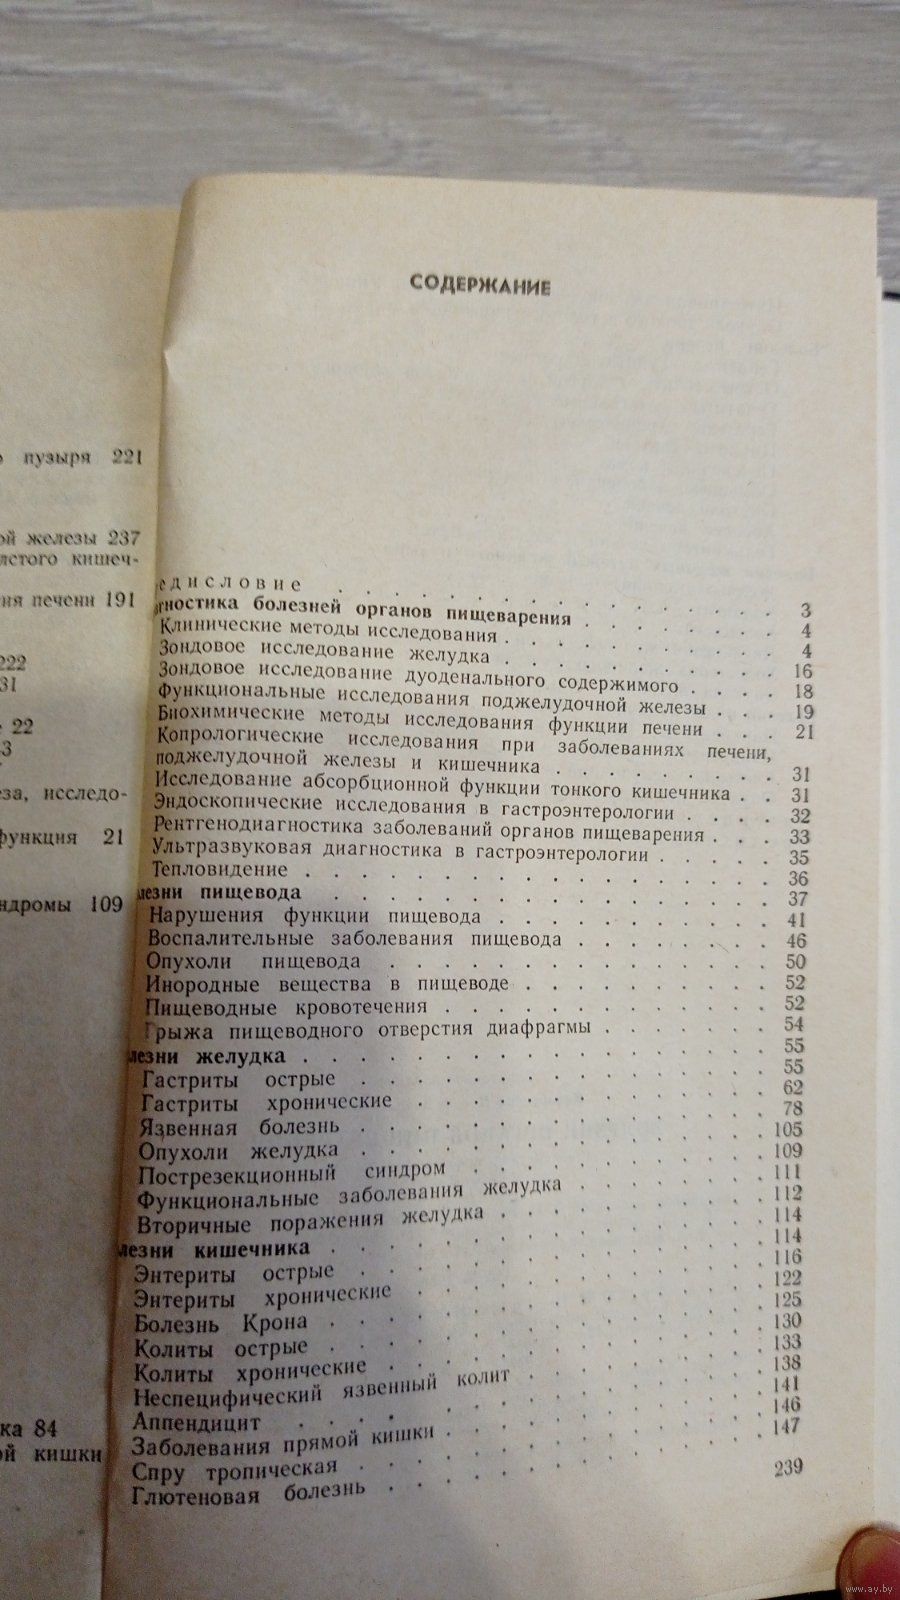 пузыря 221
ой железы 237
лстого кишеч-
ния печени 191
222
31
22
3
еза, исследо-
функция 21
ндромы 109
ка 84
ой кишки
СОДЕРЖАНИЕ
едисловие . . . . . . . . . . . . 3
гностика болезней органов пищеварения . . . . . . 4
Клинические методы исследования . . . . . . . . 4
Зондовое исследование желудка . . . . . . . . 16
Зондовое исследование дуоденального содержимого . . . . 18
Функциональные исследования поджелудочной железы . . . 19
Биохимические методы исследования функции печени . . . 21
Копрологические исследования при заболеваниях печени,
поджелудочной железы и кишечника . . . . . . . 31
Исследование абсорбционной функции тонкого кишечника . . 31
Эндоскопические исследования в гастроэнтерологии . . . . 32
Рентгенодиагностика заболеваний органов пищеварения . . . 33
Ультразвуковая диагностика в гастроэнтерологии . . . . . 35
Тепловидение . . . . . . . . . . . . 36
лезни пищевода . . . . . . . . . . . . 37
Нарушения функции пищевода . . . . . . . . 41
Воспалительные заболевания пищевода . . . . . . 46
Опухоли пищевода . . . . . . . . . . . 50
Инородные вещества в пищеводе . . . . . . . 52
Пищеводные кровотечения . . . . . . . . . 52
Грыжа пищеводного отверстия диафрагмы . . . . . . 54
лезни желудка . . . . . . . . . . . . 55
Гастриты острые . . . . . . . . . . . 55
Гастриты хронические . . . . . . . . . . 62
Язвенная болезнь . . . . . . . . . . . 78
Опухоли желудка . . . . . . . . . . . 105
Пострезекционный синдром . . . . . . . . 109
Функциональные заболевания желудка . . . . . . 111
Вторичные поражения желудка . . . . . . . . 112
лезни кишечника . . . . . . . . . . . 114
Энтериты острые . . . . . . . . . . . 114
Энтериты хронические . . . . . . . . . . 116
Болезнь Крона . . . . . . . . . . . . 122
Колиты острые . . . . . . . . . . . . 125
Колиты хронические . . . . . . . . . . 130
Неспецифический язвенный колит . . . . . . . 133
Аппендицит . . . . . . . . . . . . 138
Заболевания прямой кишки . . . . . . . . . 141
Спру тропическая . . . . . . . . . . . 146
Глютеновая болезнь . . . . . . . . . . 147
239
www.ay.by